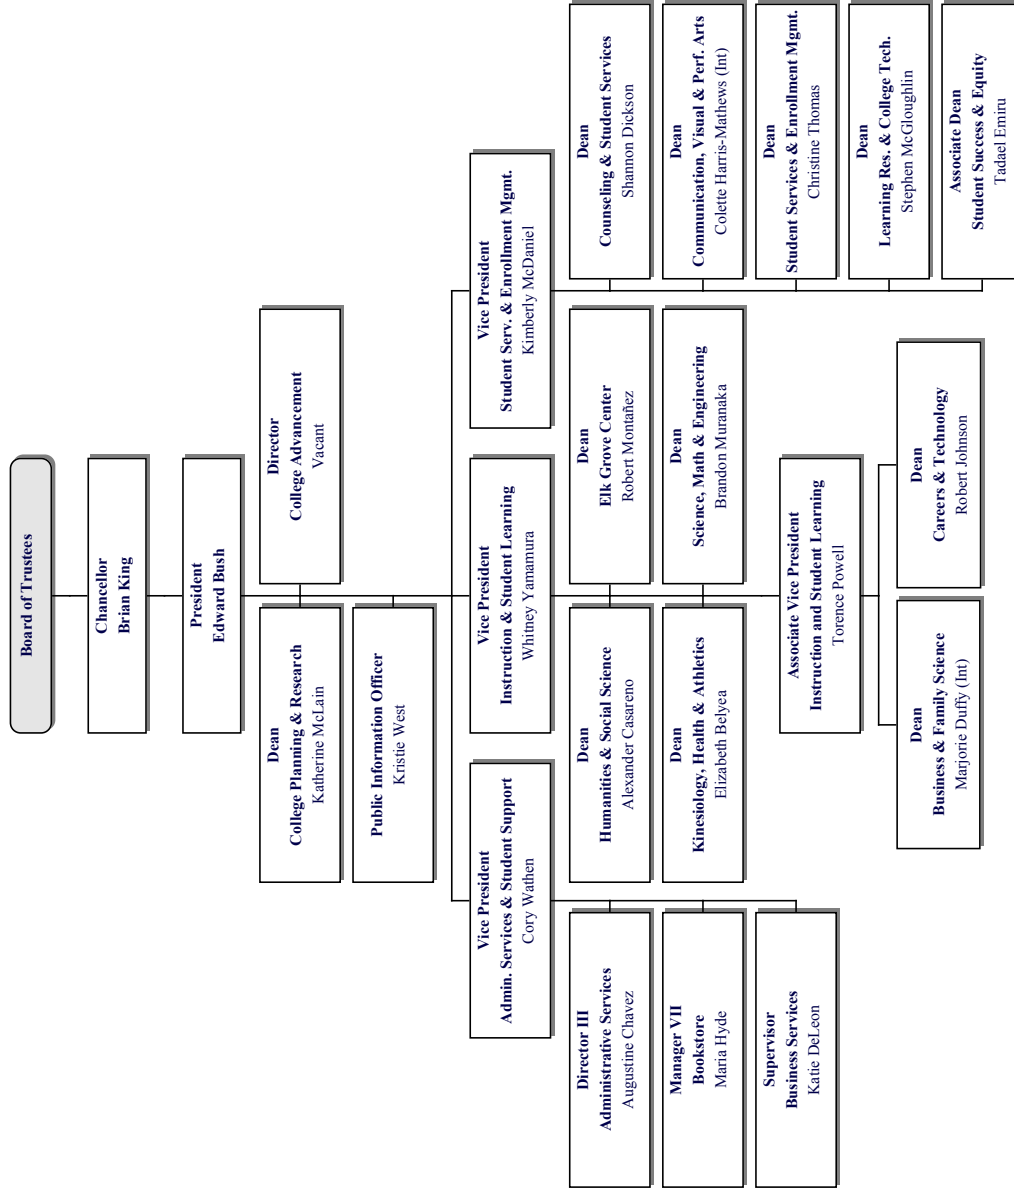 Board of Trustees
Chancellor
Brian King
President
Edward Bush
Dean
College Planning & Research
Katherine McLain
Director
College Advancement
Vacant
Public Information Officer
Kristie West
Vice President
Admin. Services & Student Support
Cory Wathen
Vice President
Instruction & Student Learning
Whitney Yamamura
Vice President
Student Serv. & Enrollment Mgmt.
Kimberly McDaniel
Director III
Administrative Services
Augustine Chavez
Manager VII
Bookstore
Maria Hyde
Supervisor
Business Services
Katie DeLeon
Dean
Humanities & Social Science
Alexander Casareno
Dean
Elk Grove Center
Robert Montañez
Dean
Kinesiology, Health & Athletics
Elizabeth Belyea
Dean
Science, Math & Engineering
Brandon Muranaka
Associate Vice President
Instruction and Student Learning
Torence Powell
Dean
Business & Family Science
Marjorie Duffy (Int)
Dean
Careers & Technology
Robert Johnson
Dean
Counseling & Student Services
Shannon Dickson
Dean
Communication, Visual & Perf. Arts
Colette Harris-Mathews (Int)
Dean
Student Services & Enrollment Mgmt.
Christine Thomas
Dean
Learning Res. & College Tech.
Stephen McGloughlin
Associate Dean
Student Success & Equity
Tadael Emiru